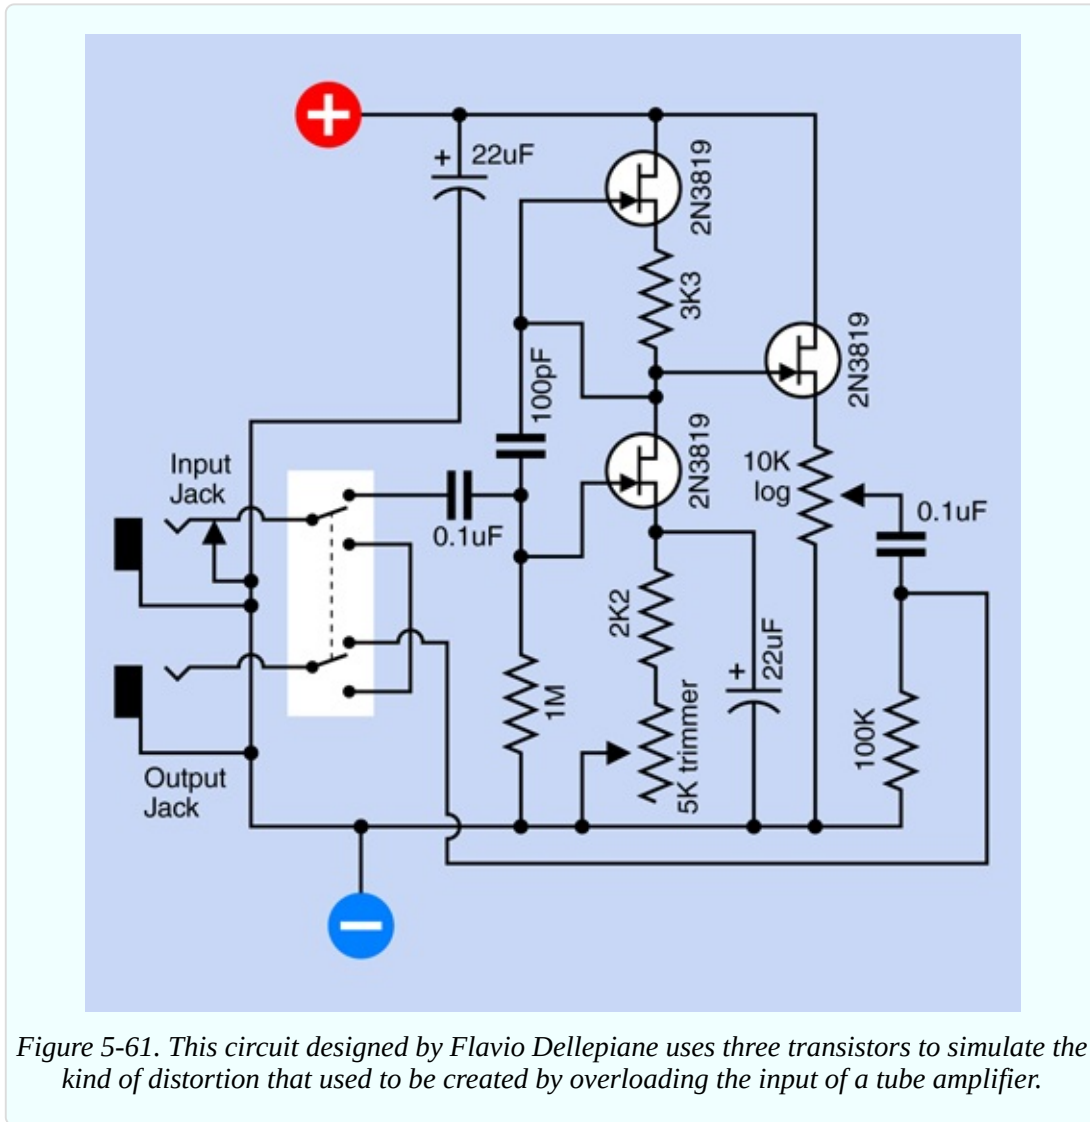 +
+ 22uF
2N3819
3K3
2N3819
100pF
Input
Jack
2N3819
10K
log
0.1uF
0.1uF
2K2
+ 22uF
1M
5K trimmer
100K
Output
Jack
−
Figure 5-61. This circuit designed by Flavio Dellepiane uses three transistors to simulate the
kind of distortion that used to be created by overloading the input of a tube amplifier.